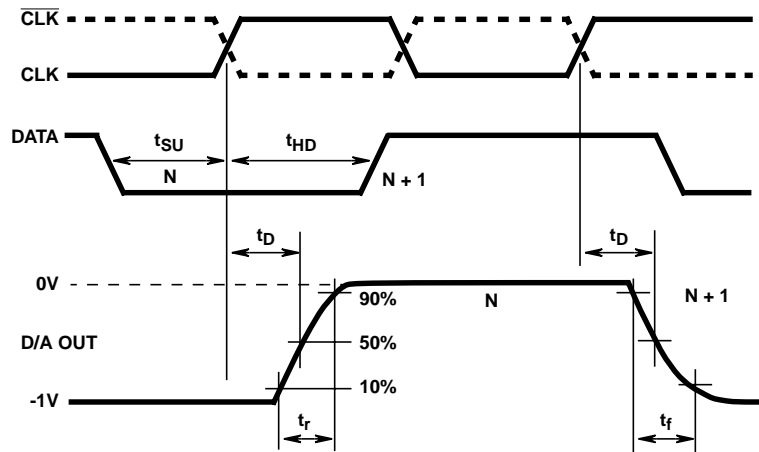 CLK
CLK
DATA
tSU
tHD
N
N + 1
tD
tD
0V
90%
N
N + 1
D/A OUT
50%
10%
-1V
tr
tf